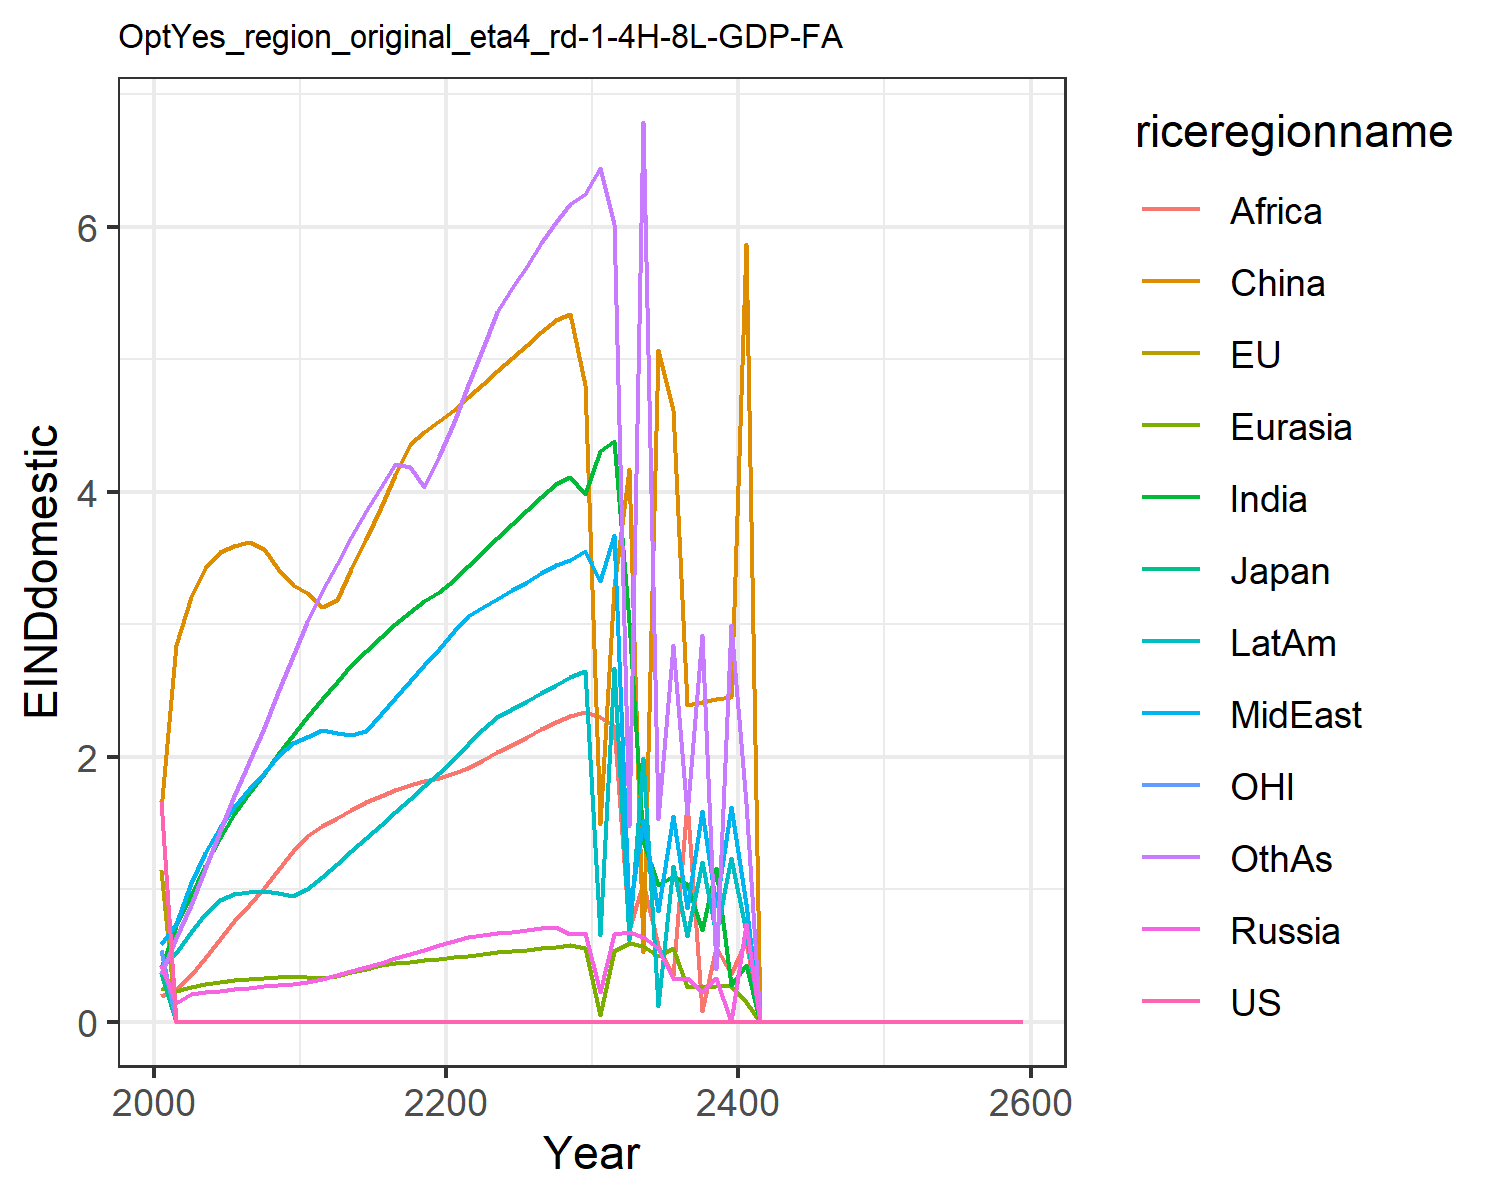 OptYes_region_original_eta4_rd-1-4H-8L-GDP-FA
EINDdomestic
6
4
2
0
2000
2200
2400
2600
Year
riceregionname
Africa
China
EU
Eurasia
India
Japan
LatAm
MidEast
OHI
OthAs
Russia
US